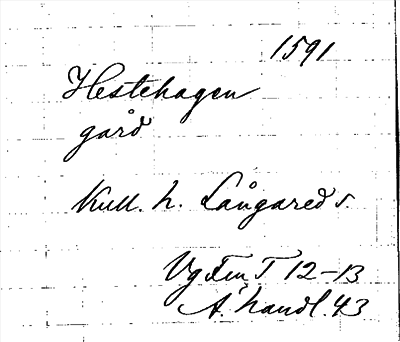 1591
Hestehagen
gård
Kull. h. Långared s
Vg Fm T 12-13
Å. handl. 43